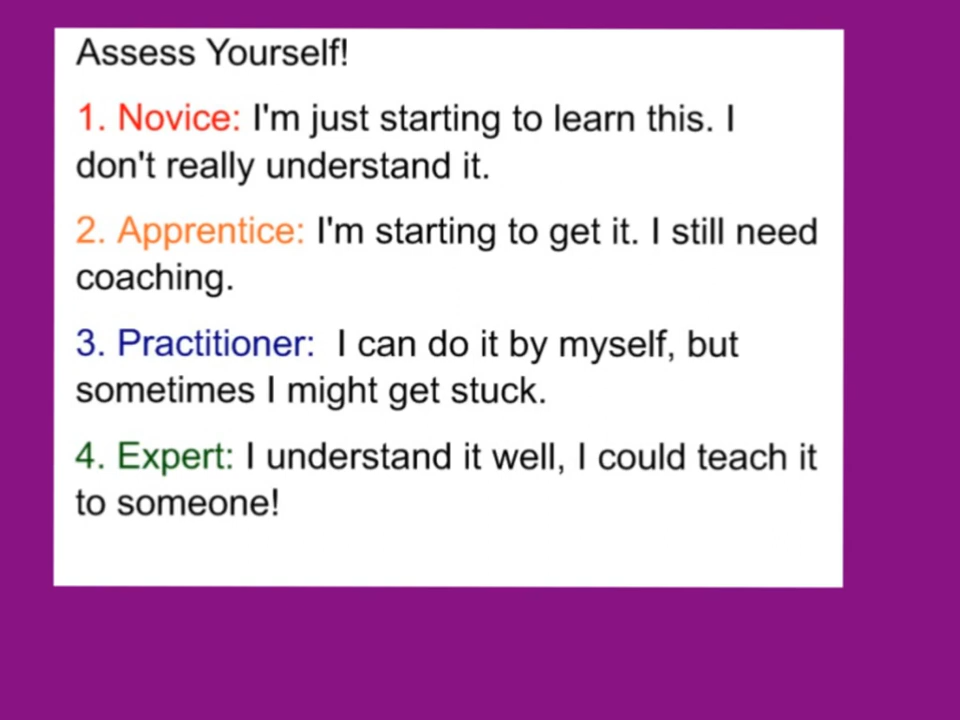 Assess Yourself!
1. Novice: I'm just starting to learn this. I
don't really understand it.
2. Apprentice: I'm starting to get it. I still need
coaching.
3. Practitioner:  I can do it by myself, but
sometimes I might get stuck.
4. Expert: I understand it well, I could teach it
to someone!